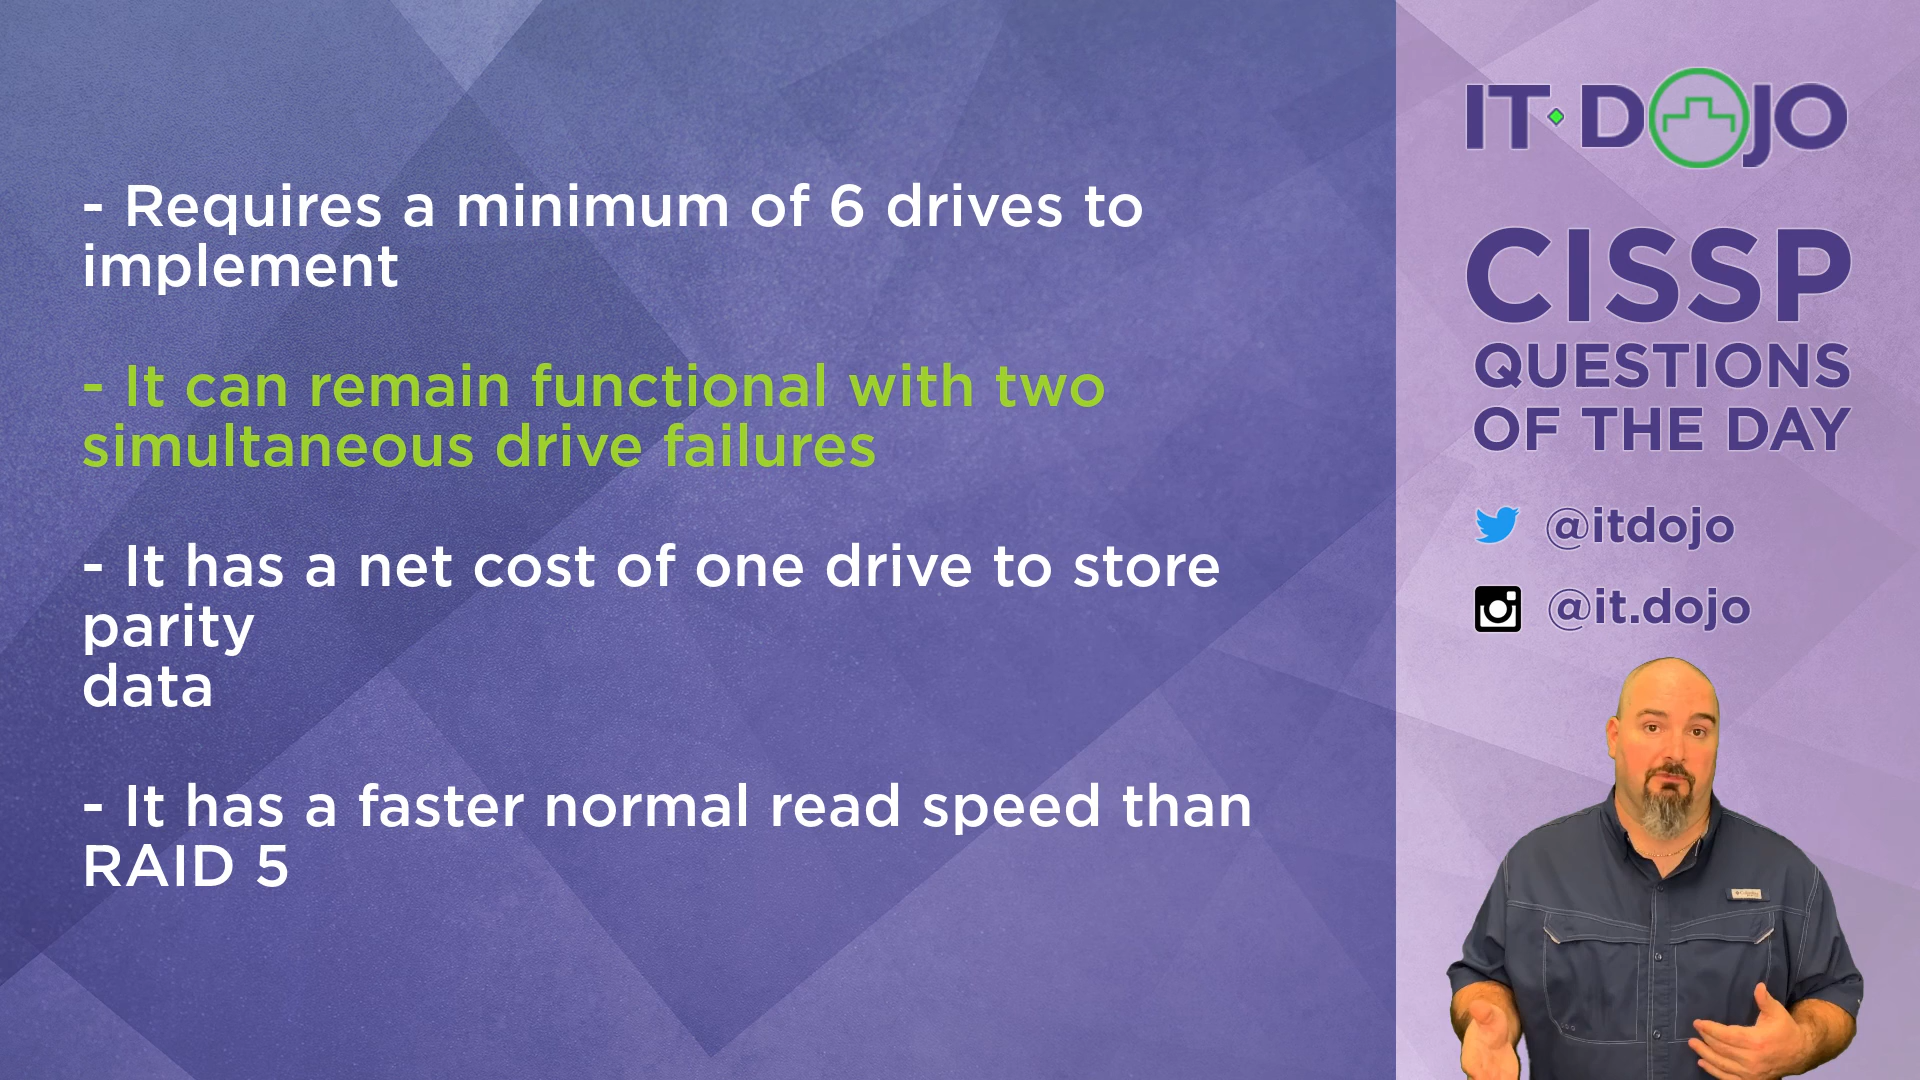 - Requires a minimum of 6 drives to
implement
- It can remain functional with two
simultaneous drive failures
- It has a net cost of one drive to store
parity
data
- It has a faster normal read speed than
RAID 5
IT DOJO
CISSP
QUESTIONS
OF THE DAY
@itdojo
@it.dojo
Columbia